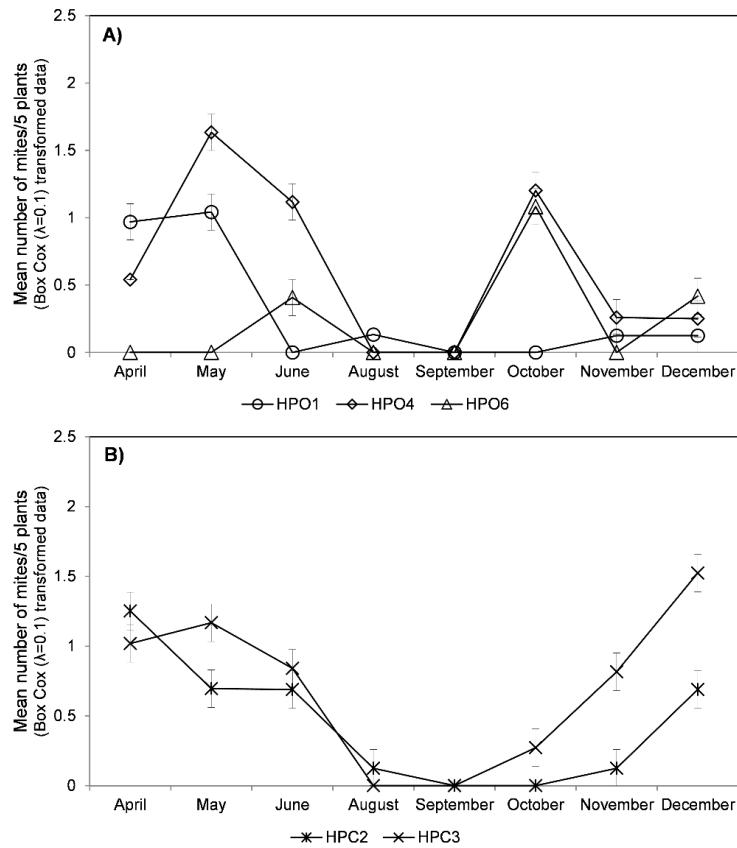 A)
Mean number of mites/5 plants
(Box Cox (λ=0.1) transformed data)
2.5
2
1.5
1
0.5
0
April May June August September October November December
HPO1 HPO4 HPO6
B)
Mean number of mites/5 plants
(Box Cox (λ=0.1) transformed data)
2.5
2
1.5
1
0.5
0
April May June August September October November December
HPC2 HPC3